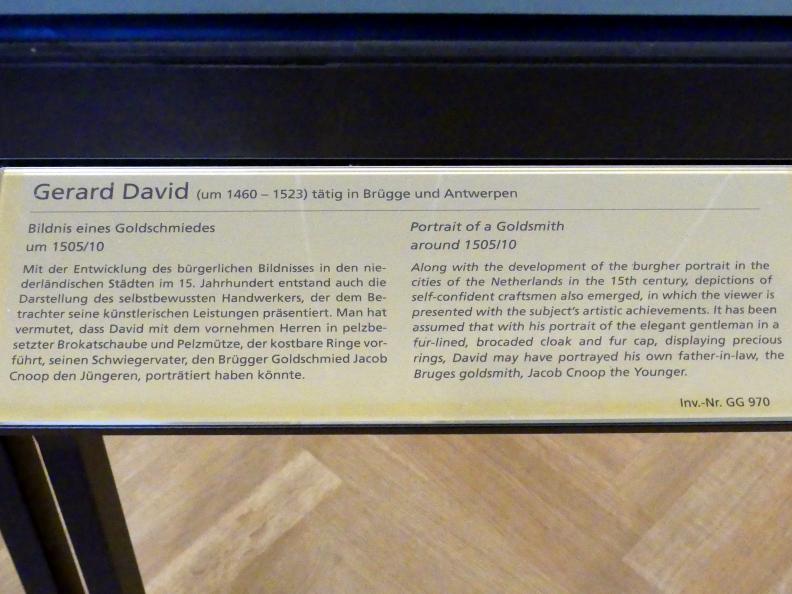 Gerard David (um 1460 – 1523) tätig in Brügge und Antwerpen
Bildnis eines Goldschmiedes
um 1505/10
Mit der Entwicklung des bürgerlichen Bildnisses in den nie-
derländischen Städten im 15. Jahrhundert entstand auch die
Darstellung des selbstbewussten Handwerkers, der dem Be-
trachter seine künstlerischen Leistungen präsentiert. Man hat
vermutet, dass David mit dem vornehmen Herren in pelzbe-
setzter Brokatschaube und Pelzmütze, der kostbare Ringe vor-
führt, seinen Schwiegervater, den Brügger Goldschmied Jacob
Cnoop den Jüngeren, porträtiert haben könnte.
Portrait of a Goldsmith
around 1505/10
Along with the development of the burgher portrait in the
cities of the Netherlands in the 15th century, depictions of
self-confident craftsmen also emerged, in which the viewer is
presented with the subject's artistic achievements. It has been
assumed that with his portrait of the elegant gentleman in a
fur-lined, brocaded cloak and fur cap, displaying precious
rings, David may have portrayed his own father-in-law, the
Bruges goldsmith, Jacob Cnoop the Younger.
Inv.-Nr. GG 970